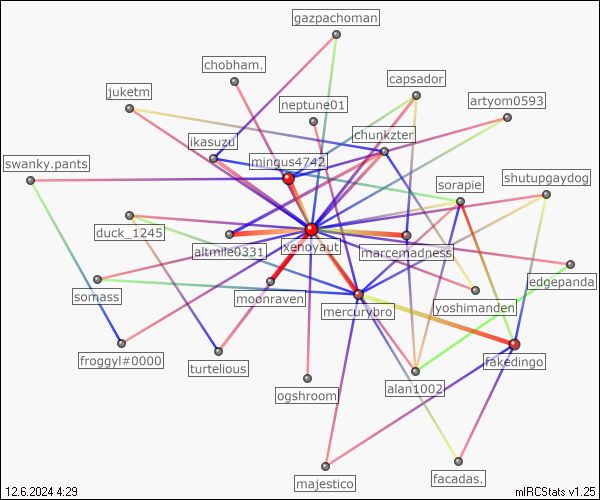 gazpachoman
chobham.
capsador
juketm
neptune01
artyom0593
ikasuzu
chunkzter
swanky.pants
mingus4742
sorapie
shutupgaydog
duck_1245
altmile0331
xenoyaut
marcemadness
edgepanda
somass
moonraven
mercurybro
yoshimanden
froggyl#0000
turtelious
fakedingo
ogshroom
alan1002
majestico
facadas.
12.6.2024 4:29
mIRCStats v1.25